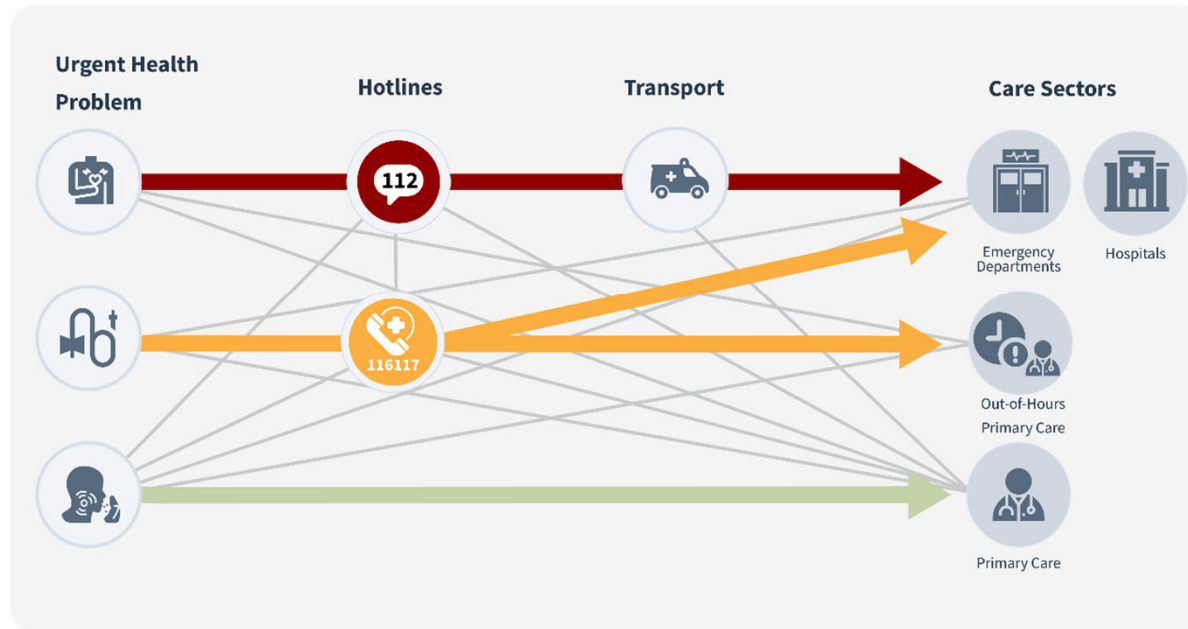 Urgent Health
Problem
Hotlines
Transport
Care Sectors
112
Emergency
Departments
Hospitals
116117
Out-of-Hours
Primary Care
Primary Care